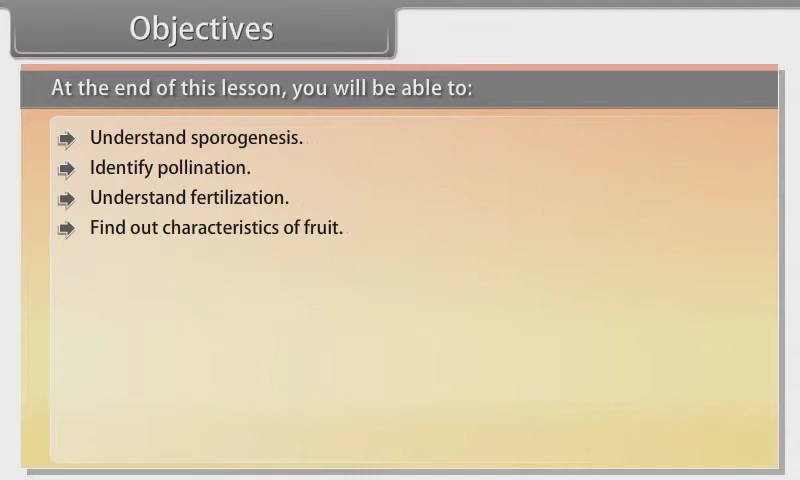 Objectives
At the end of this lesson, you will be able to:
Understand sporogenesis.
Identify pollination.
Understand fertilization.
Find out characteristics of fruit.